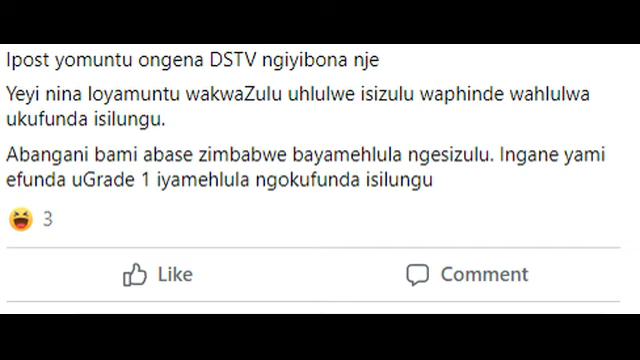 Ipost yomuntu ongena DSTV ngiyibona nje
Yeyi nina loyamuntu wakwaZulu uhlulwe isizulu waphinde wahlulwa
ukufunda isilungu.
Abangani bami abase zimbabwe bayamehlula ngesizulu. Ingane yami
efunda uGrade 1 iyamehlula ngokufunda isilungu
3
Like
Comment